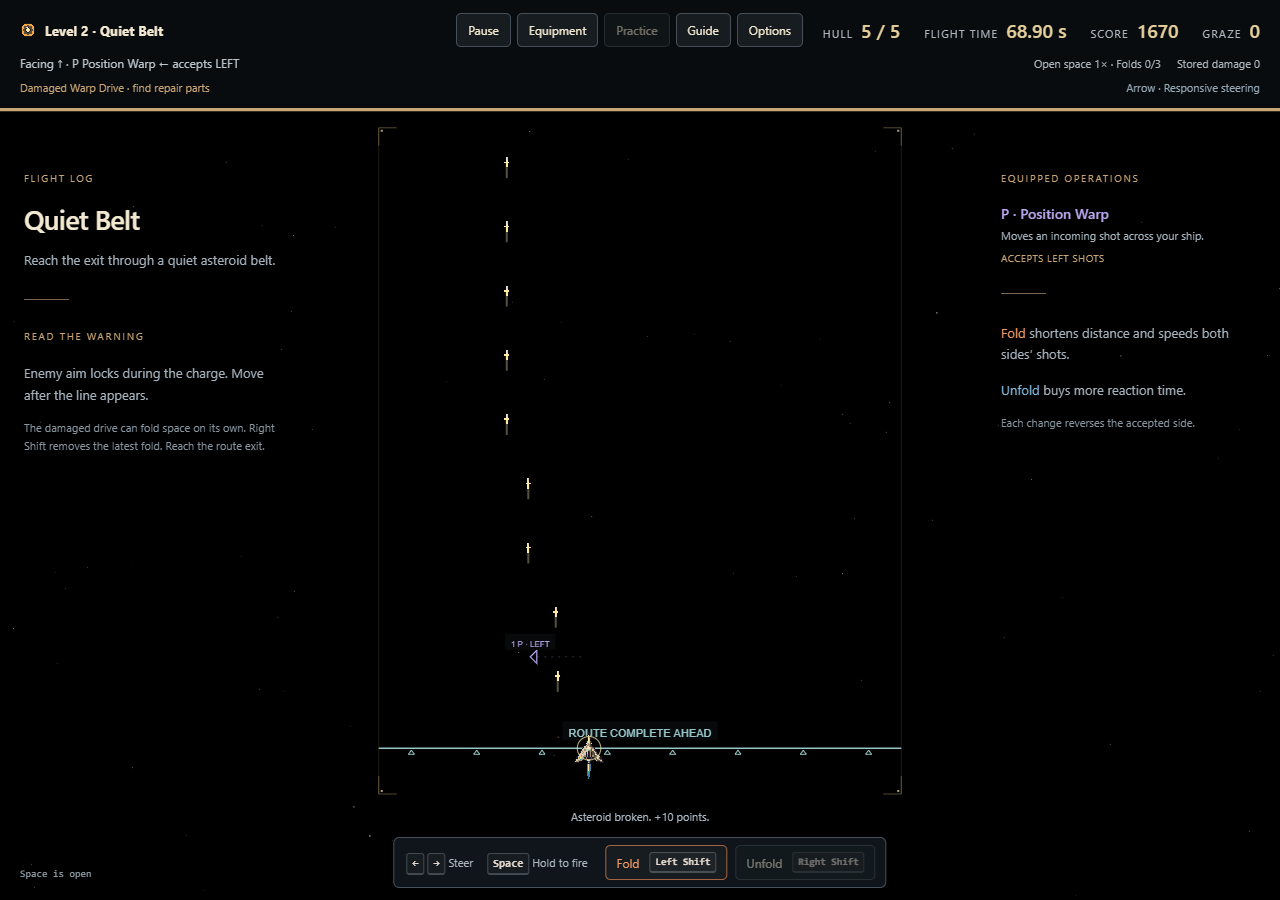 Level 2 · Quiet Belt
Pause
Equipment
Practice
Guide
Options
HULL 5 / 5
FLIGHT TIME 68.90 s
SCORE 1670
GRAZE 0
Facing ↑ · P Position Warp ← accepts LEFT
Open space 1× · Folds 0/3
Stored damage 0
Damaged Warp Drive · find repair parts
Arrow · Responsive steering
FLIGHT LOG
Quiet Belt
Reach the exit through a quiet asteroid belt.
READ THE WARNING
Enemy aim locks during the charge. Move
after the line appears.
The damaged drive can fold space on its own. Right
Shift removes the latest fold. Reach the route exit.
EQUIPPED OPERATIONS
P · Position Warp
Moves an incoming shot across your ship.
ACCEPTS LEFT SHOTS
Fold shortens distance and speeds both
sides' shots.
Unfold buys more reaction time.
Each change reverses the accepted side.
1 P · LEFT
ROUTE COMPLETE AHEAD
Asteroid broken. +10 points.
← → Steer
Space Hold to fire
Fold Left Shift
Unfold Right Shift
Space is open